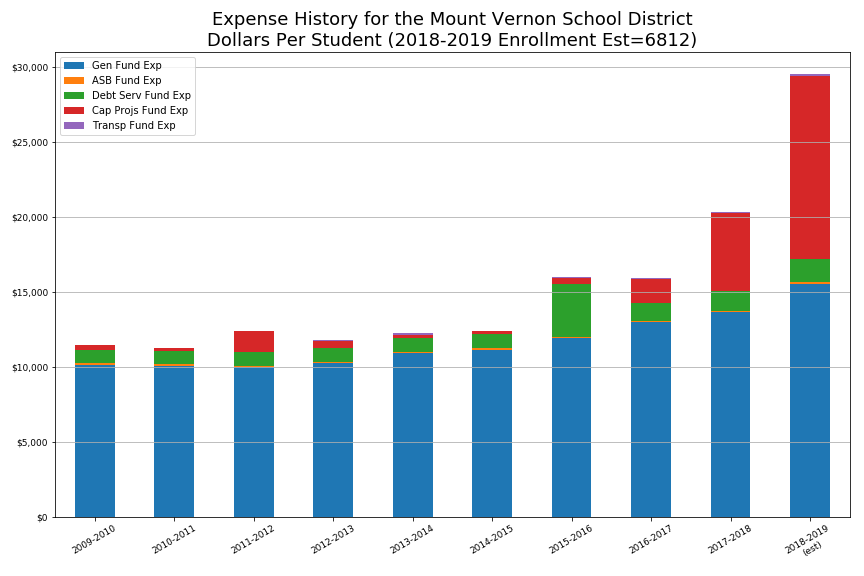 Expense History for the Mount Vernon School District
Dollars Per Student (2018-2019 Enrollment Est=6812)
Gen Fund Exp
ASB Fund Exp
Debt Serv Fund Exp
Cap Projs Fund Exp
Transp Fund Exp
$30,000
$25,000
$20,000
$15,000
$10,000
$5,000
$0
2009-2010
2010-2011
2011-2012
2012-2013
2013-2014
2014-2015
2015-2016
2016-2017
2017-2018
2018-2019
(est)